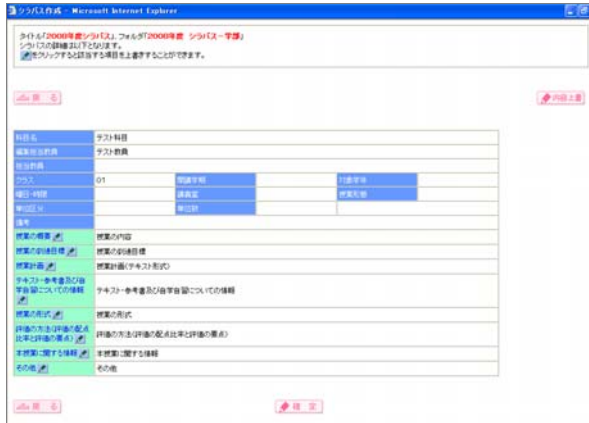 シラバス作成 - Microsoft Internet Explorer
タイトル「2008年度シラバス」、フォルダ「2008年度 シラバス-学部」
シラバスの詳細は以下となります。
をクリックすると該当する項目を上書きすることができます。
戻 る
内容上書
科目名 テスト科目
編集担当教員 テスト教員
担当教員
クラス 01 開講学期 対象学年
曜日・時限 講義室 授業形態
単位区分 単位数
備考
授業の概要 授業の内容
授業の到達目標 授業の到達目標
授業計画 授業計画(テキスト形式)
テキスト・参考書及び自
学自習についての情報 テキスト・参考書及び自学自習についての情報
授業の形式 授業の形式
評価の方法(評価の配点
比率と評価の要点) 評価の方法(評価の配点比率と評価の要点)
本授業に関する情報 本授業に関する情報
その他 その他
戻 る
確 定